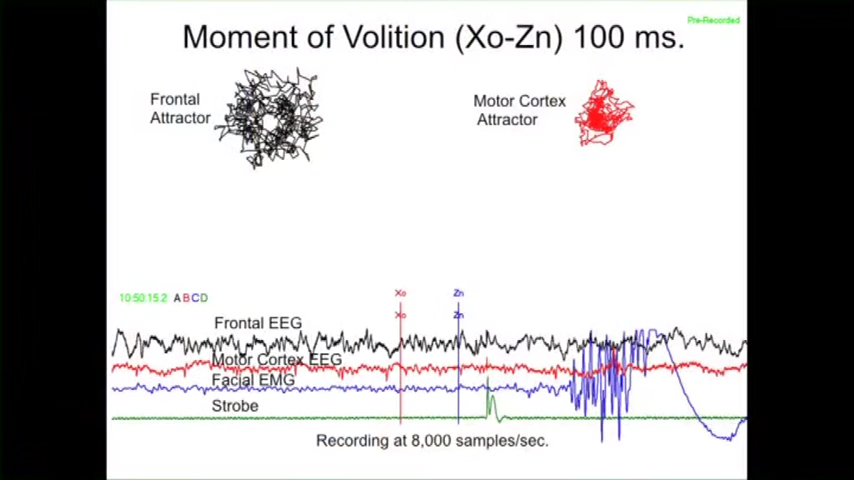 Pre-Recorded
Moment of Volition (Xo-Zn) 100 ms.
Frontal
Attractor
Motor Cortex
Attractor
10:50:15.2 A B C D
Xo
Zn
Xo
Zn
Frontal EEG
Motor Cortex EEG
Facial EMG
Strobe
Recording at 8,000 samples/sec.